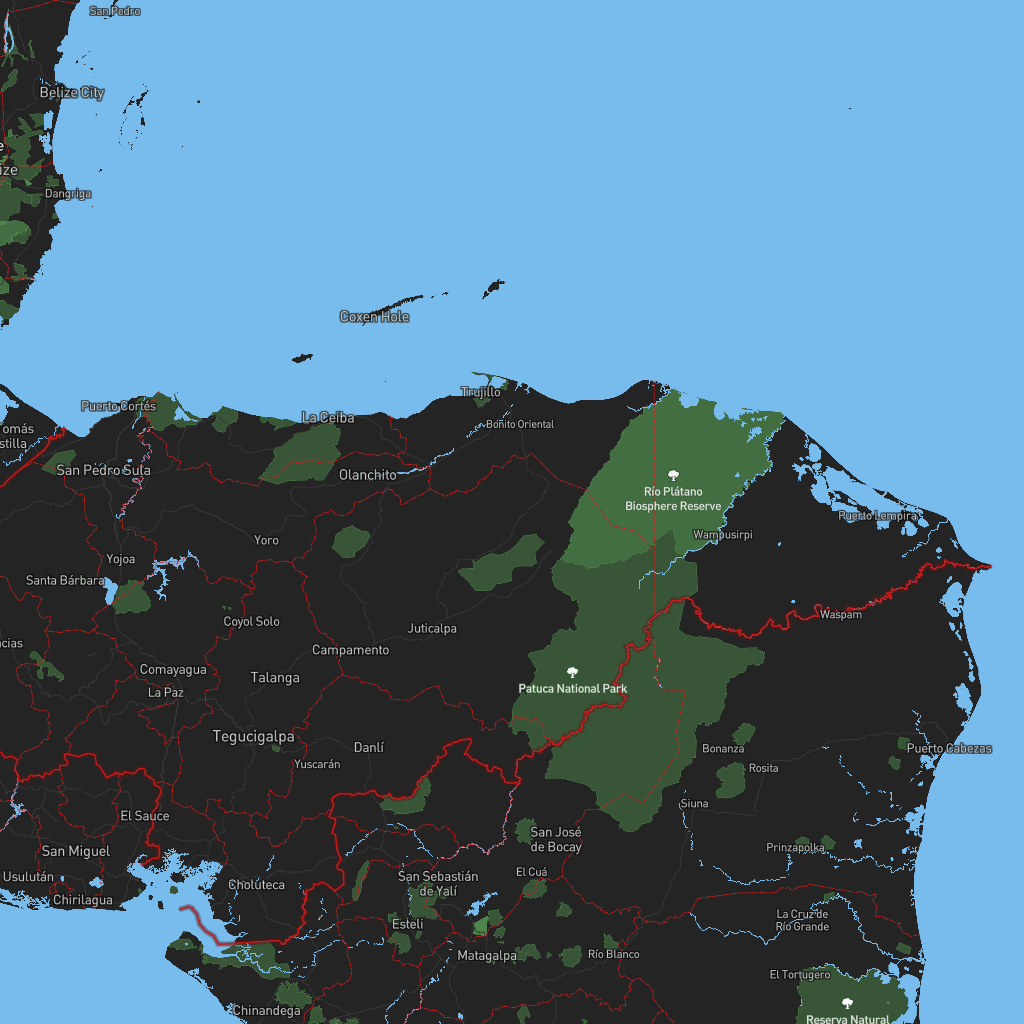 San Pedro
Belize City
e
ize
Dangriga
Coxen Hole
Trujillo
Puerto Cortés
La Ceiba
Bonito Oriental
omás
stilla
San Pedro Sula
Olanchito
Río Plátano
Biosphere Reserve
Puerto Lempira
Wampusirpi
Yoro
Yojoa
Santa Bárbara
Waspam
Coyol Solo
Juticalpa
cias
Campamento
Comayagua
Talanga
La Paz
Patuca National Park
Tegucigalpa
Danlí
Bonanza
Puerto Cabezas
Yuscarán
Rosita
Siuna
El Sauce
San José
de Bocay
San Miguel
Prinzapolka
Usulután
Choluteca
San Sebastián
de Yalí
El Cuá
Chirilagua
La Cruz de
Río Grande
Estelí
Matagalpa
Río Blanco
El Tortugero
Chinandega
Reserva Natural